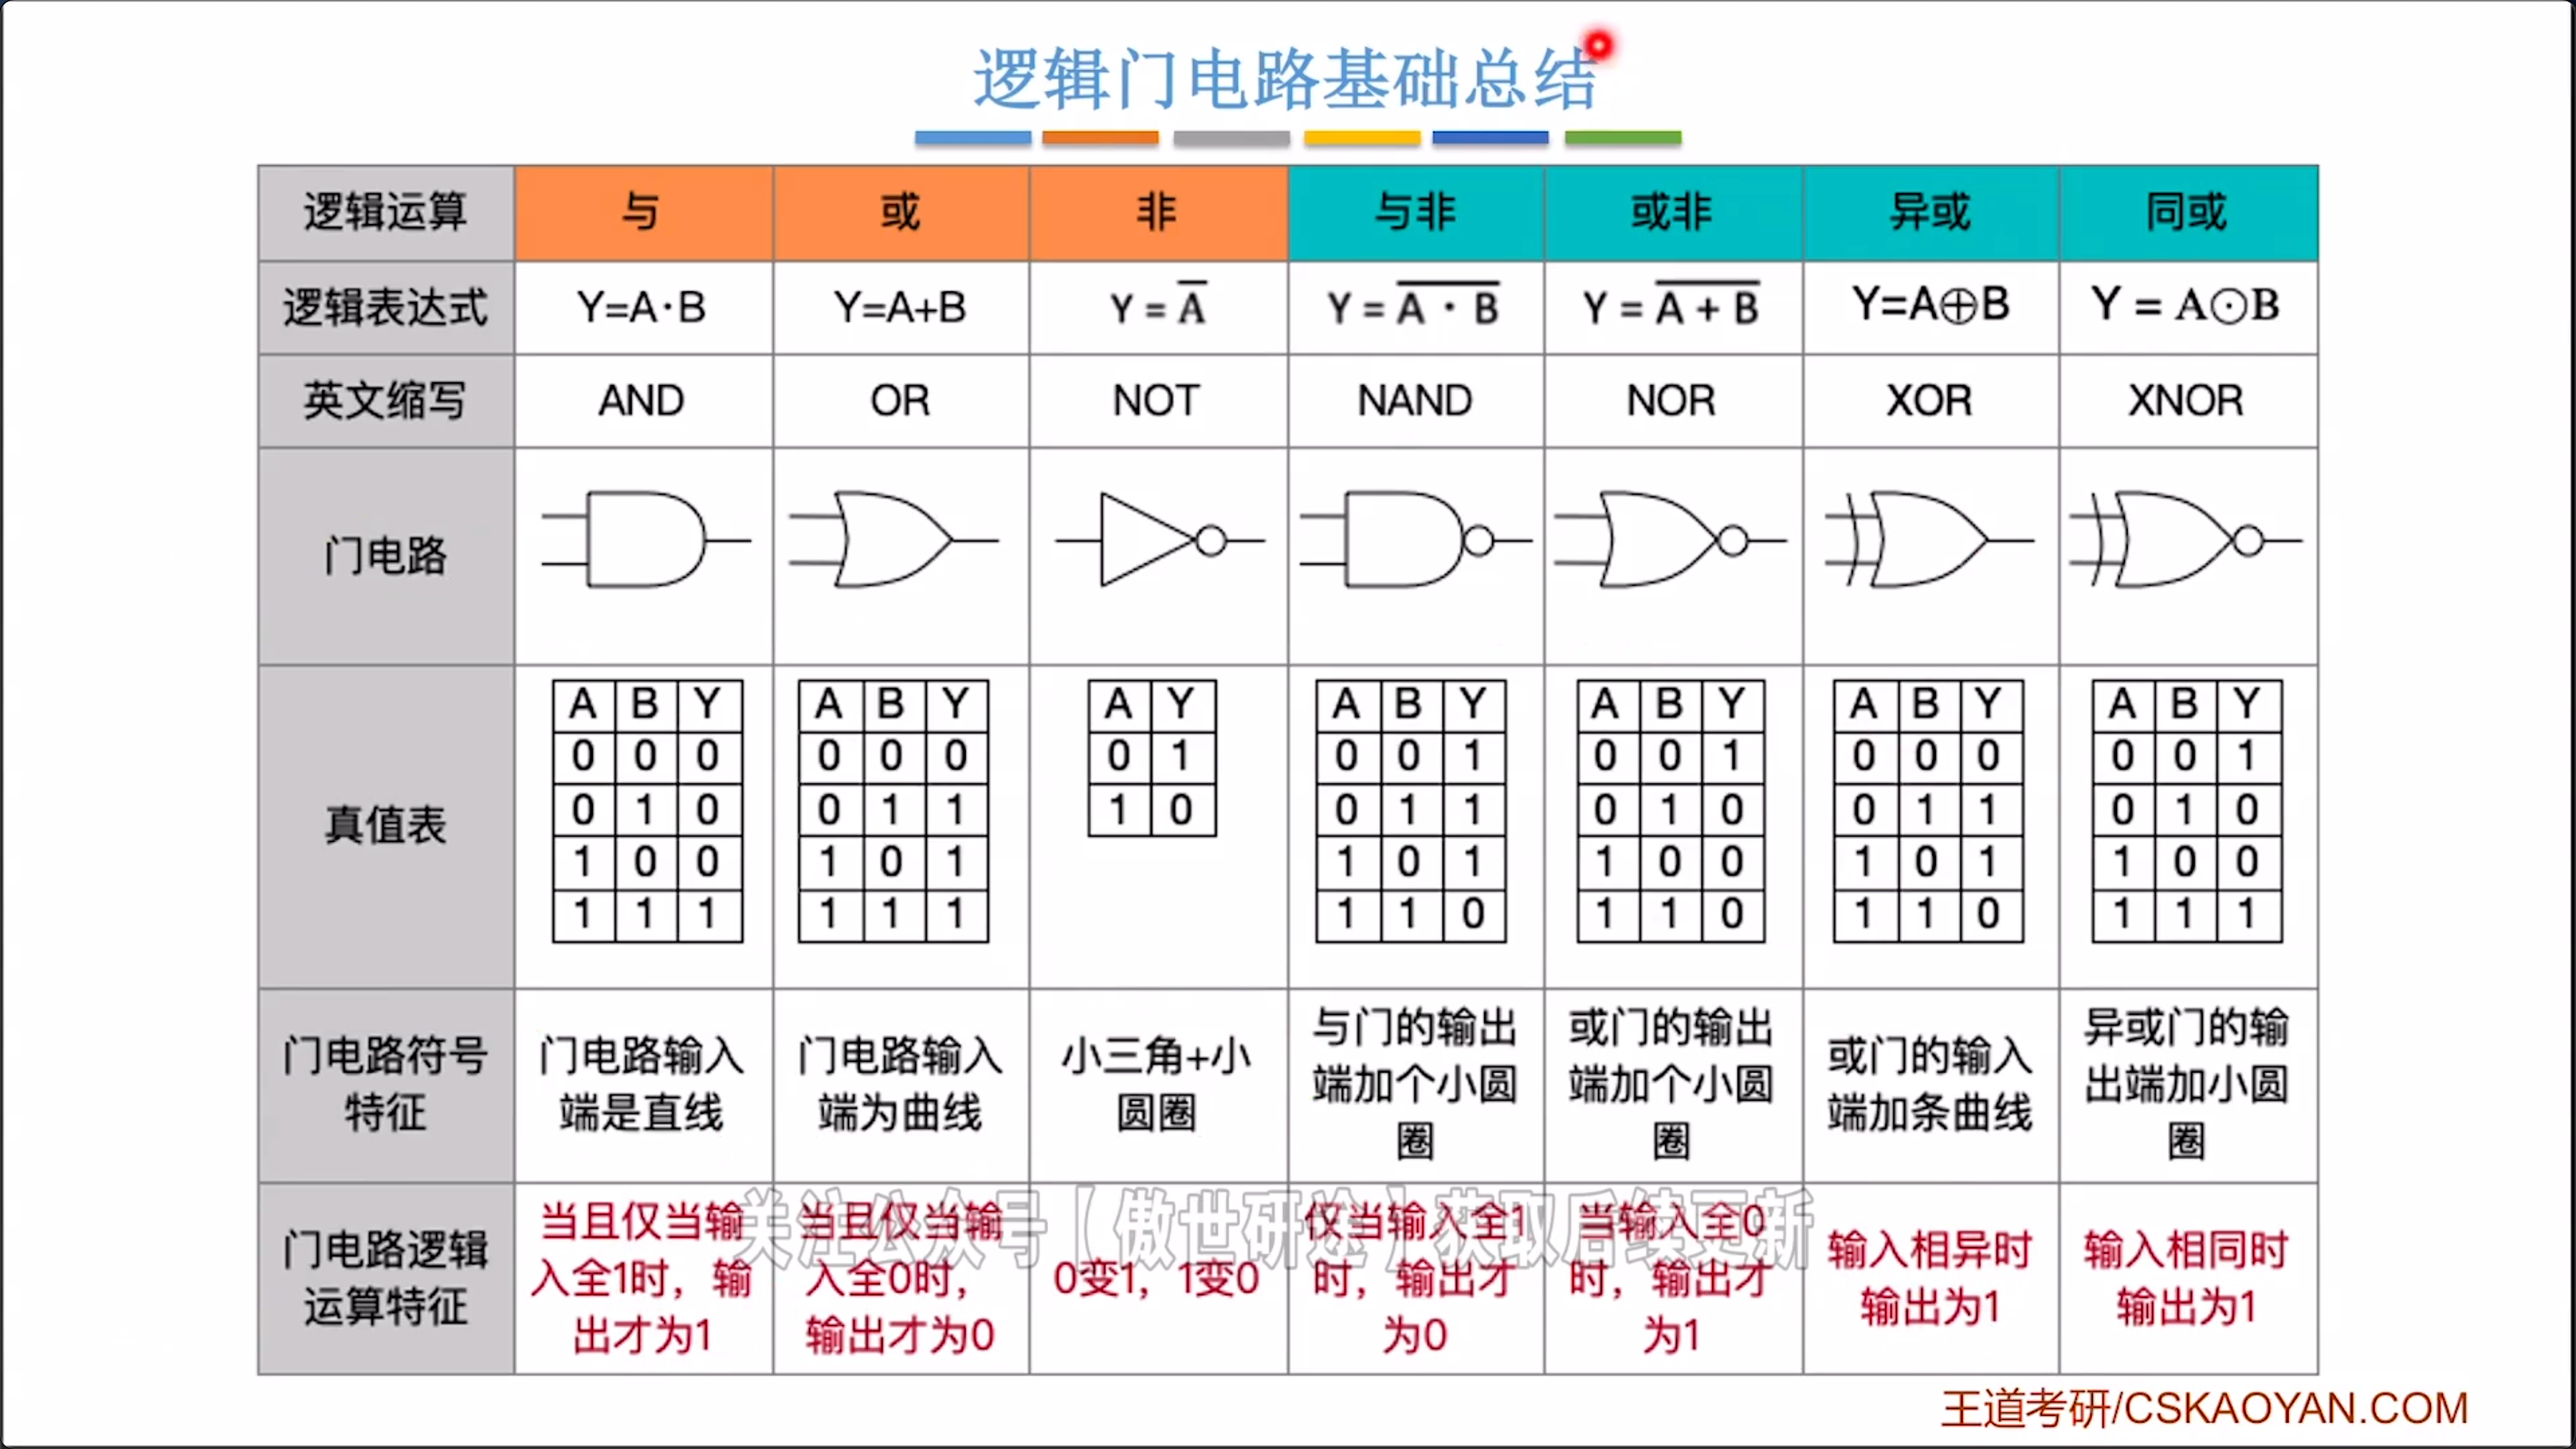 逻辑门电路基础总结
逻辑运算 与 或 非 与非 或非 异或 同或
逻辑表达式 Y=A·B Y=A+B Y = A̅ Y = A̅ ̅·̅ ̅B̅ Y = A̅ ̅+̅ ̅B̅ Y=A⊕B Y = A⊙B
英文缩写 AND OR NOT NAND NOR XOR XNOR
门电路
真值表
A B Y A B Y A Y A B Y A B Y A B Y A B Y
0 0 0 0 0 0 0 1 0 0 1 0 0 1 0 0 0 0 0 1
0 1 0 0 1 1 1 0 0 1 1 0 1 0 0 1 1 0 1 0
1 0 0 1 0 1 1 0 1 1 0 0 1 0 1 1 0 0
1 1 1 1 1 1 1 1 0 1 1 0 1 1 0 1 1 1
门电路符号
特征
门电路输入
端是直线
门电路输入
端为曲线
小三角+小
圆圈
与门的输出
端加个小圆
圈
或门的输出
端加个小圆
圈
或门的输入
端加条曲线
异或门的输
出端加小圆
圈
门电路逻辑
运算特征
当且仅当输
入全1时，输
出才为1
当且仅当输
入全0时，
输出才为0
0变1，1变0
仅当输入全1
时，输出才
为0
当输入全0
时，输出才
为1
输入相异时
输出为1
输入相同时
输出为1
关注公众号【傲世研途】获取后续更新
王道考研/CSKAOYAN.COM